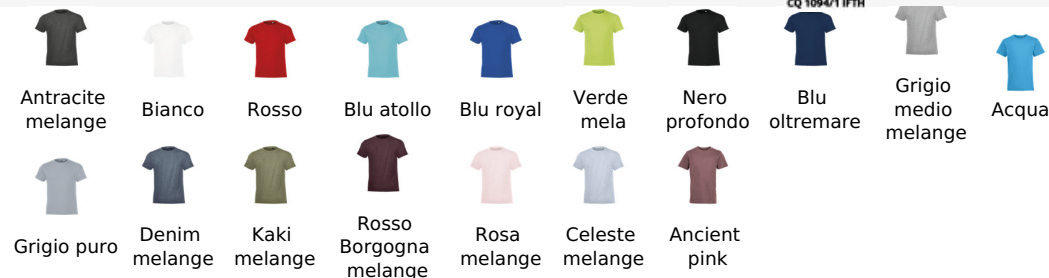 CQ 1094/1 IFTH
Antracite
melange
Bianco
Rosso
Blu atollo
Blu royal
Verde
mela
Nero
profondo
Blu
oltremare
Grigio
medio
melange
Acqua
Grigio puro
Denim
melange
Kaki
melange
Rosso
Borgogna
melange
Rosa
melange
Celeste
melange
Ancient
pink